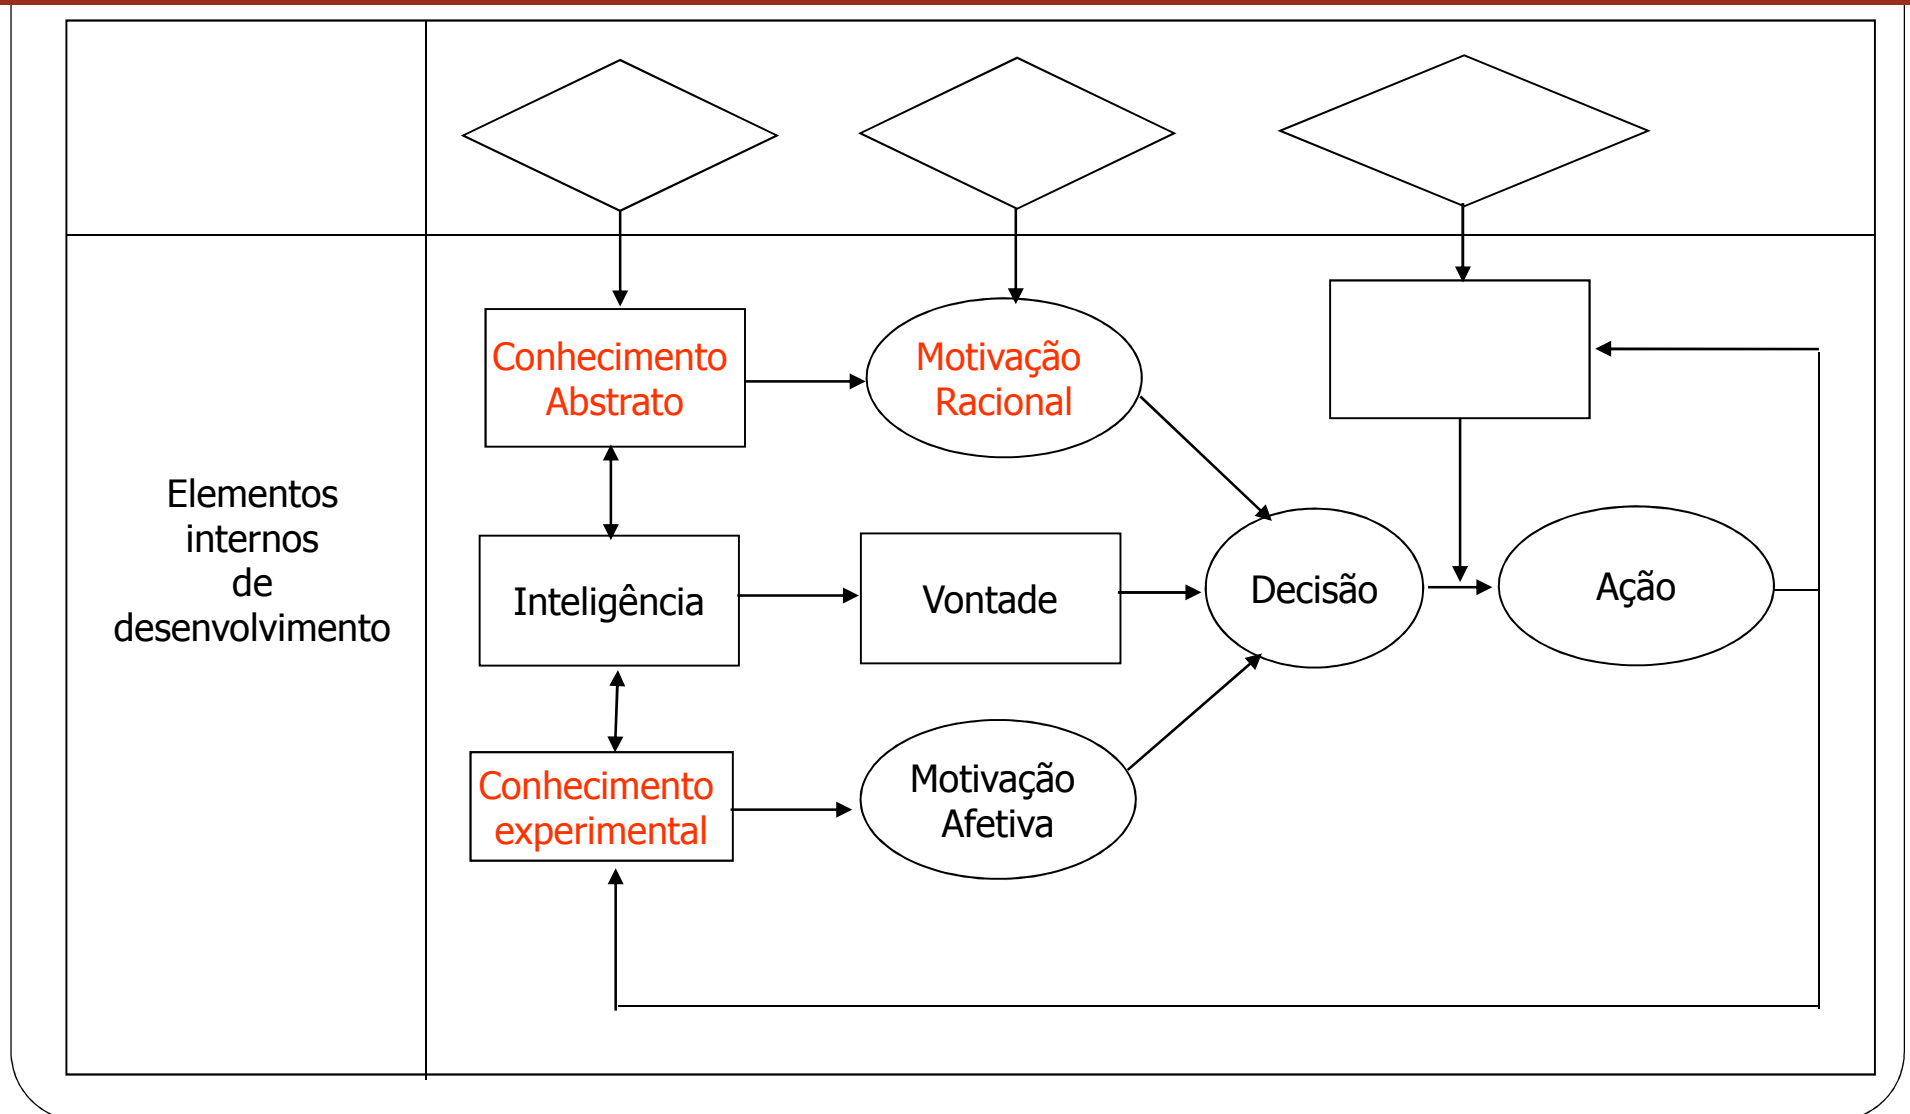 Conhecimento
Abstrato
Motivação
Racional
Elementos
internos
de
desenvolvimento
Inteligência
Vontade
Decisão
Ação
Conhecimento
experimental
Motivação
Afetiva